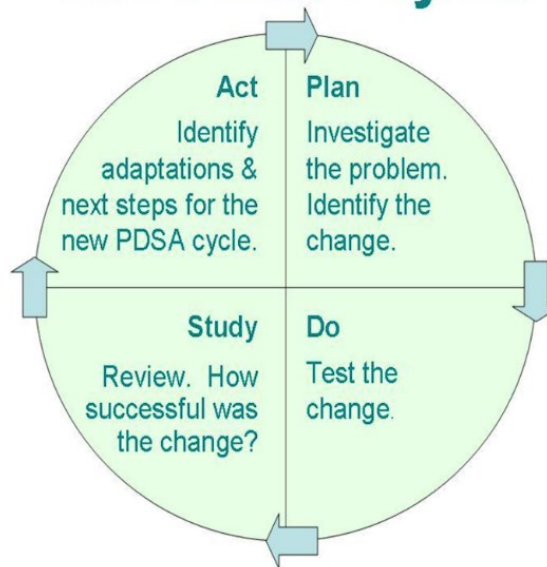 Act
Identify
adaptations &
next steps for the
new PDSA cycle.
Plan
Investigate
the problem.
Identify the
change.
Study
Review. How
successful was
the change?
Do
Test the
change.